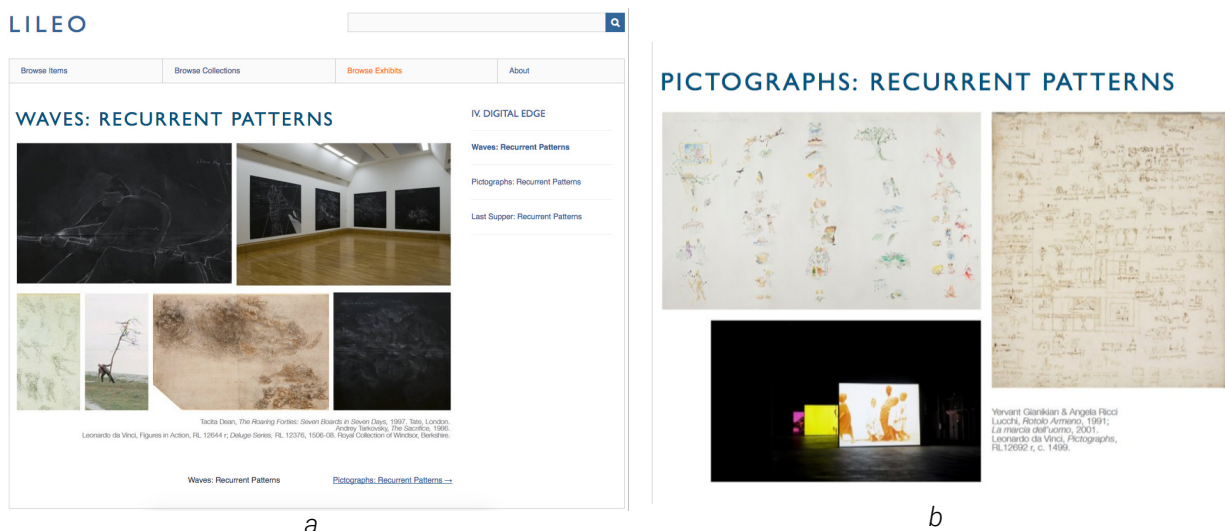 LILEO
Browse Items
Browse Collections
Browse Exhibits
About
WAVES: RECURRENT PATTERNS
IV. DIGITAL EDGE
Waves: Recurrent Patterns
Pictographs: Recurrent Patterns
Last Supper: Recurrent Patterns
Tacita Dean, The Roaring Forties: Seven Boards in Seven Days, 1997, Tate, London.
Andrey Tarkovsky, The Sacrifice, 1986.
Leonardo da Vinci, Figures in Action, RL 12644 r; Deluge Series, RL 12376, 1506-08, Royal Collection of Windsor, Berkshire.
Waves: Recurrent Patterns
Pictographs: Recurrent Patterns →
a
PICTOGRAPHS: RECURRENT PATTERNS
Yervant Gianikian & Angela Ricci
Lucchi, Rotolo Armeno, 1991;
La marcia dell'uomo, 2001.
Leonardo da Vinci, Pictographs,
RL12692 r, c. 1499.
b